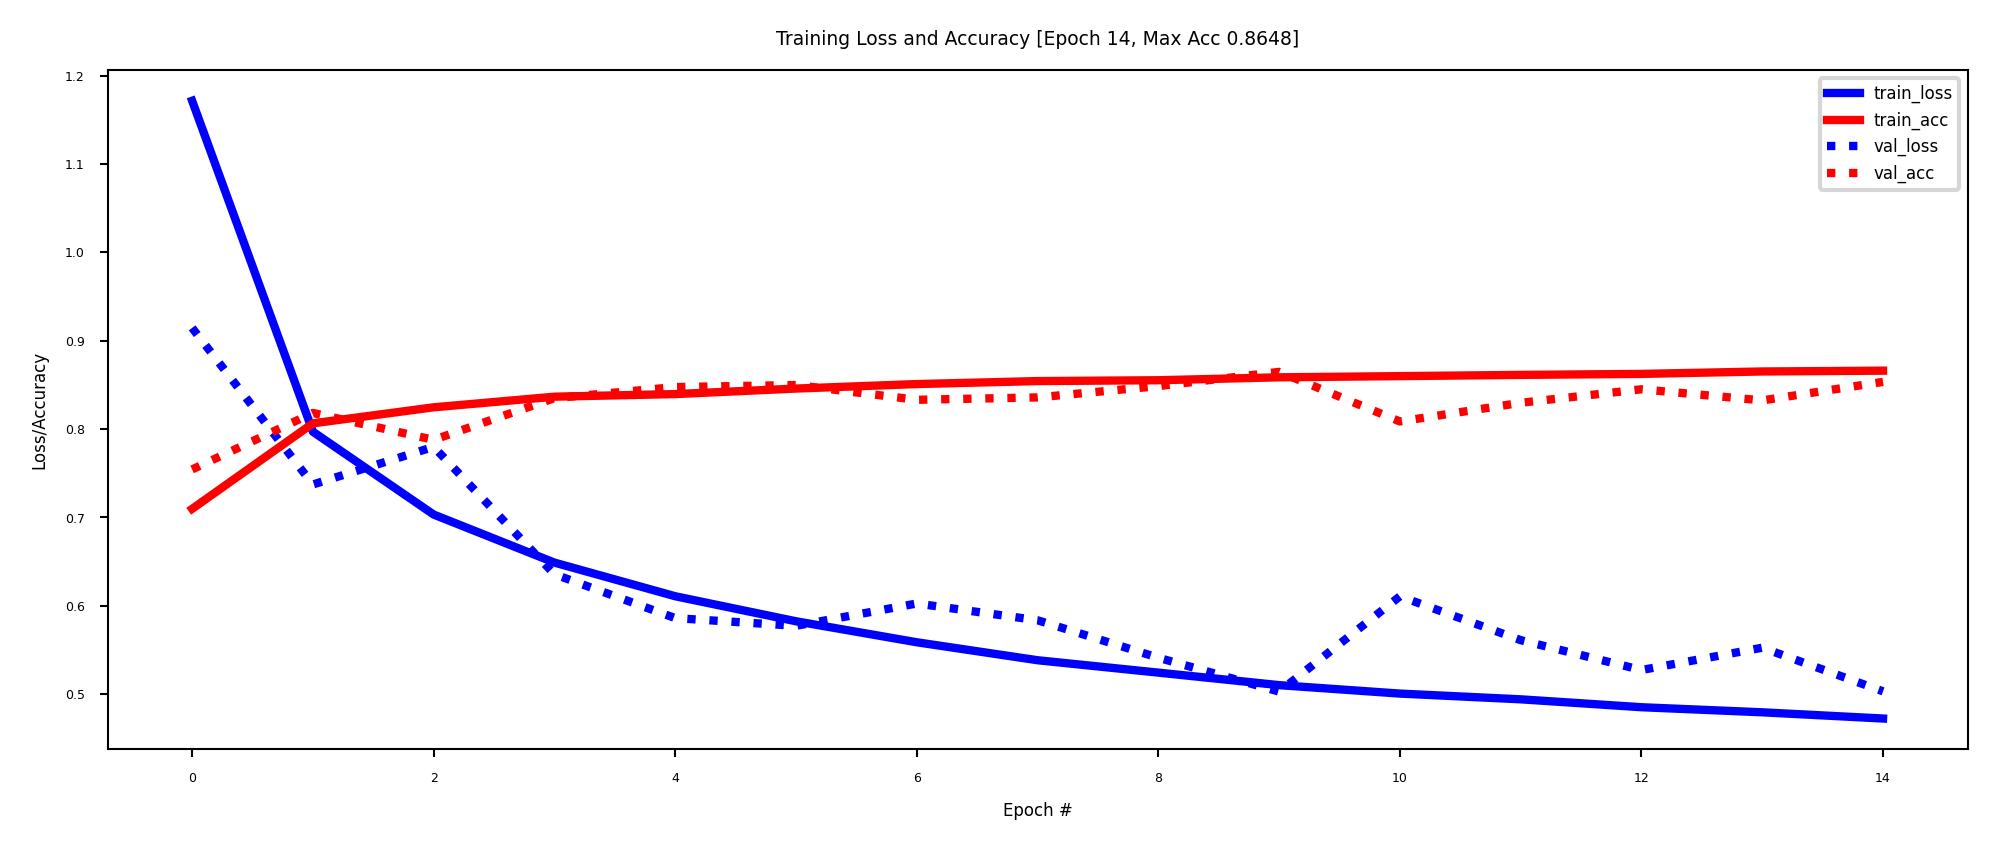 Training Loss and Accuracy [Epoch 14, Max Acc 0.8648]
train_loss
train_acc
val_loss
val_acc
Loss/Accuracy
1.2
1.1
1.0
0.9
0.8
0.7
0.6
0.5
0 2 4 6 8 10 12 14
Epoch #